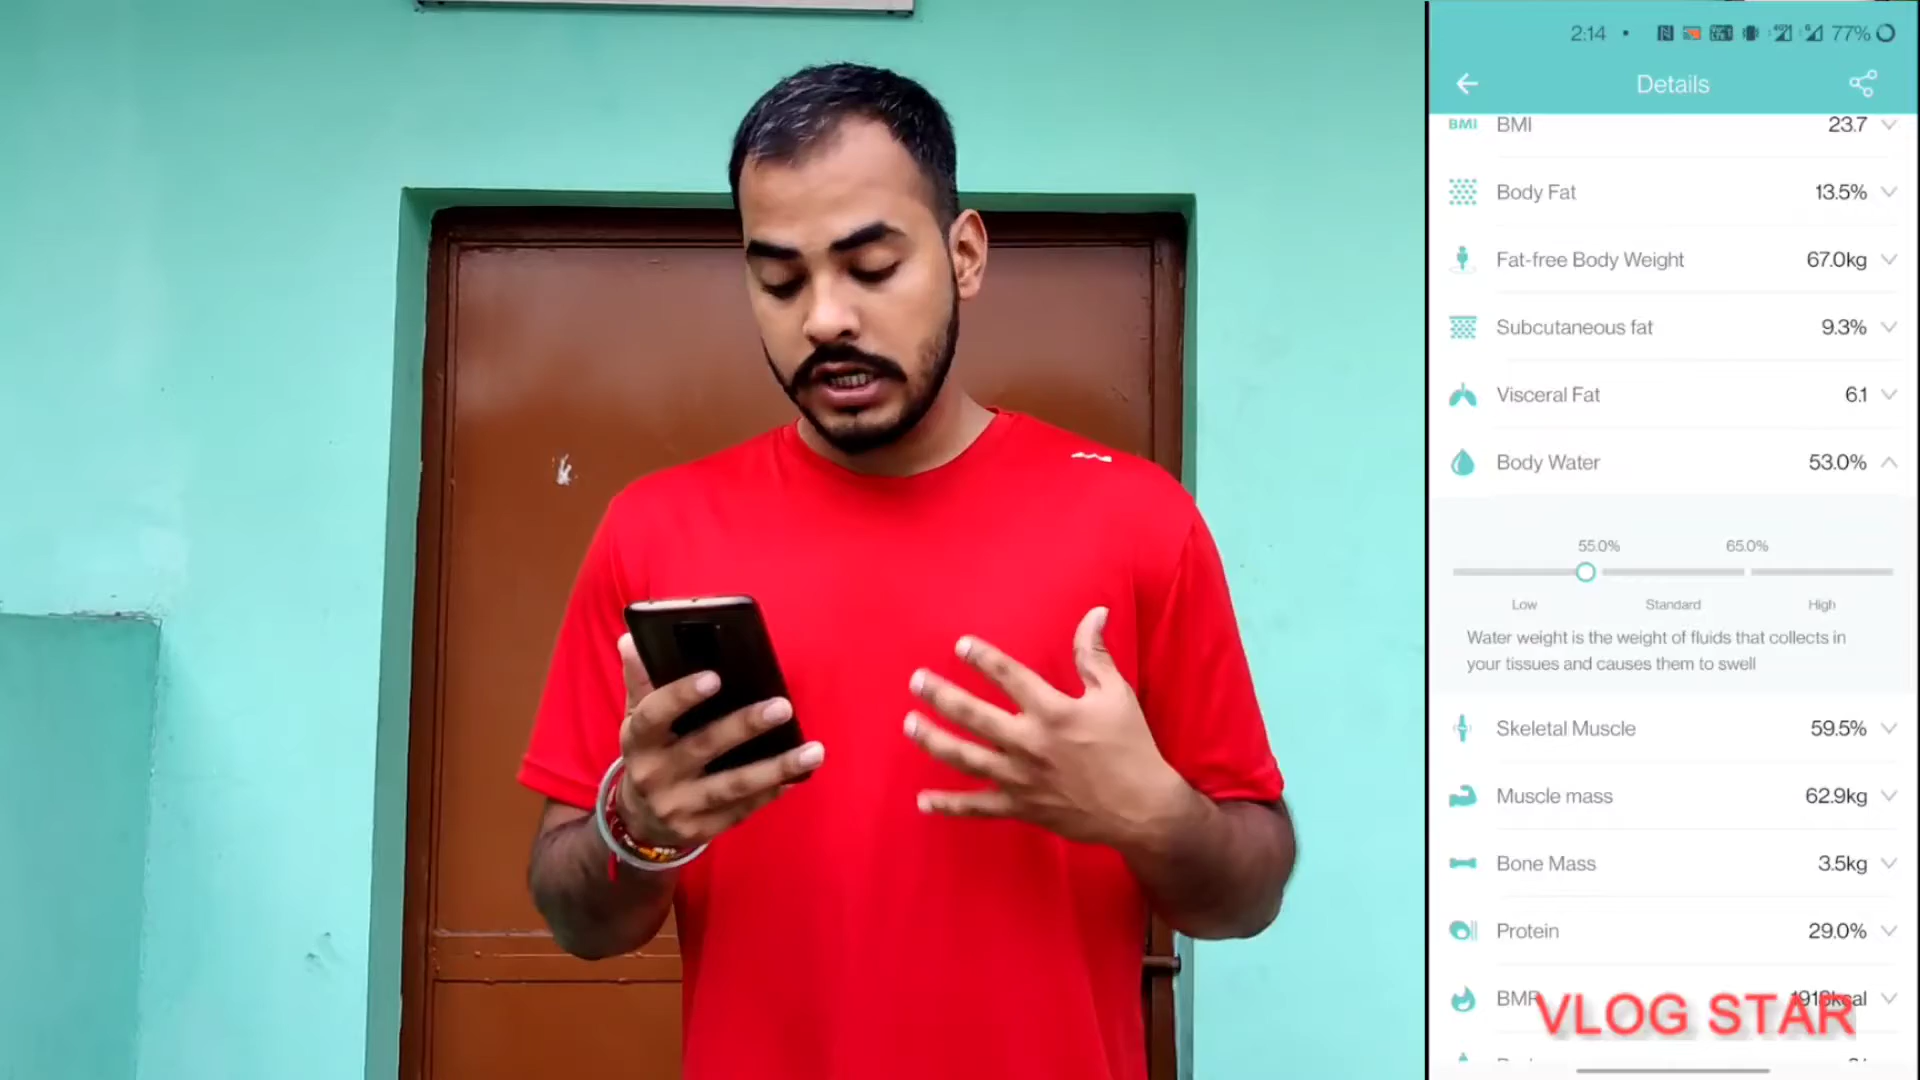 2:14 • 77%
Details
BMI BMI 23.7
Body Fat 13.5%
Fat-free Body Weight 67.0kg
Subcutaneous fat 9.3%
Visceral Fat 6.1
Body Water 53.0%
55.0% 65.0%
Low Standard High
Water weight is the weight of fluids that collects in
your tissues and causes them to swell
Skeletal Muscle 59.5%
Muscle mass 62.9kg
Bone Mass 3.5kg
Protein 29.0%
BMR
VLOG STAR